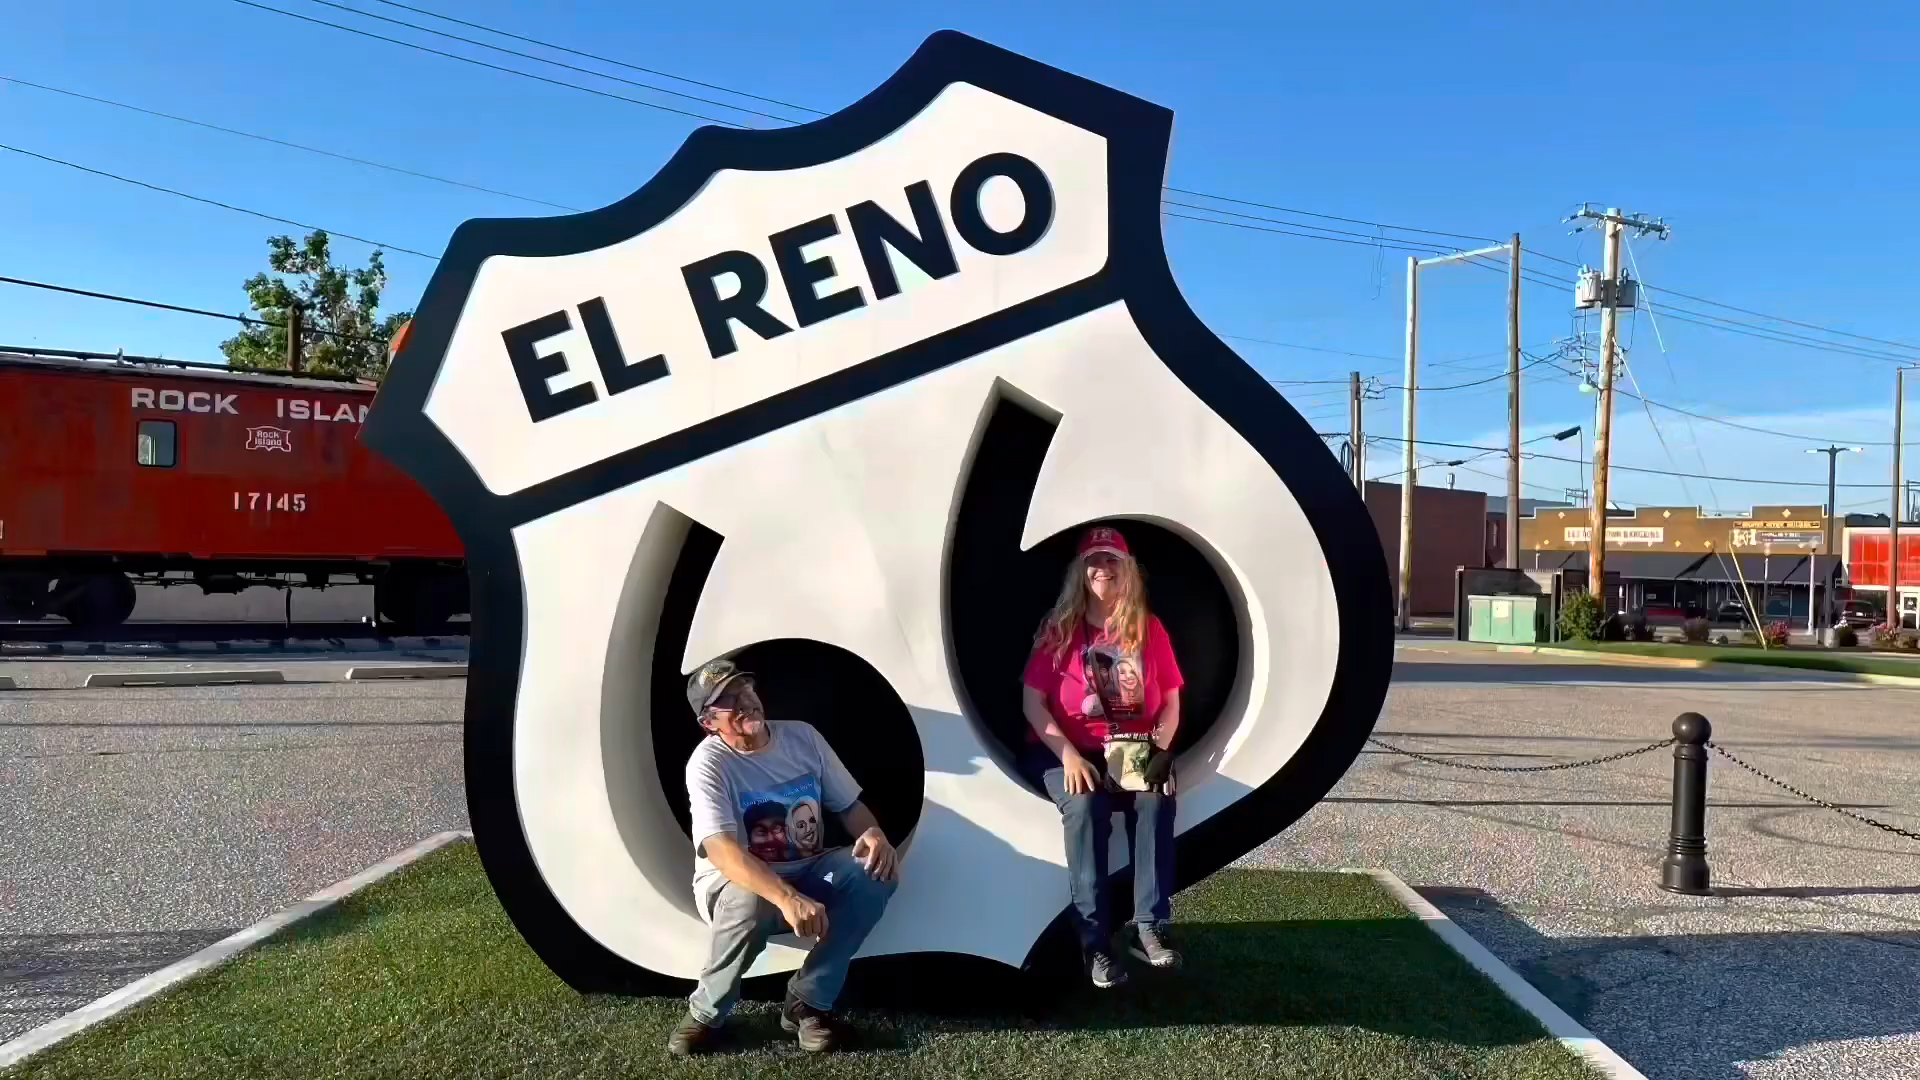 EL RENO
66
ROCK ISLAN
Rock
Island
17145